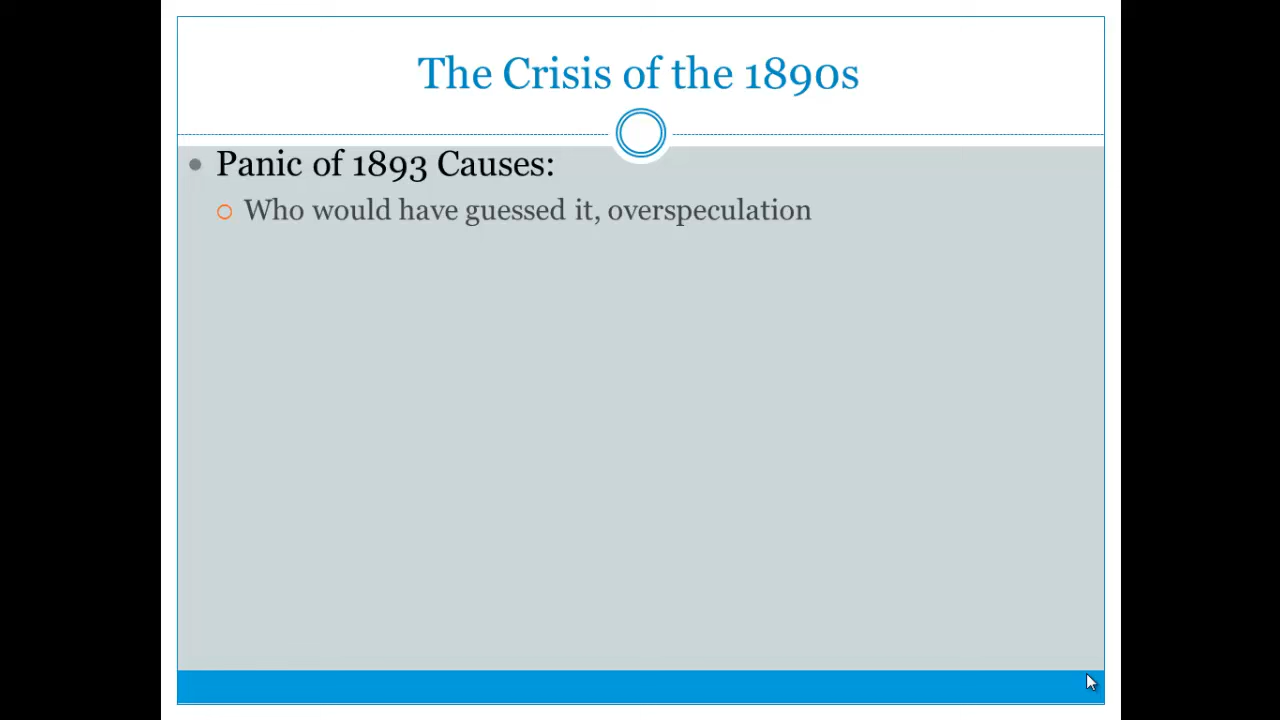 The Crisis of the 1890s
Panic of 1893 Causes:
Who would have guessed it, overspeculation